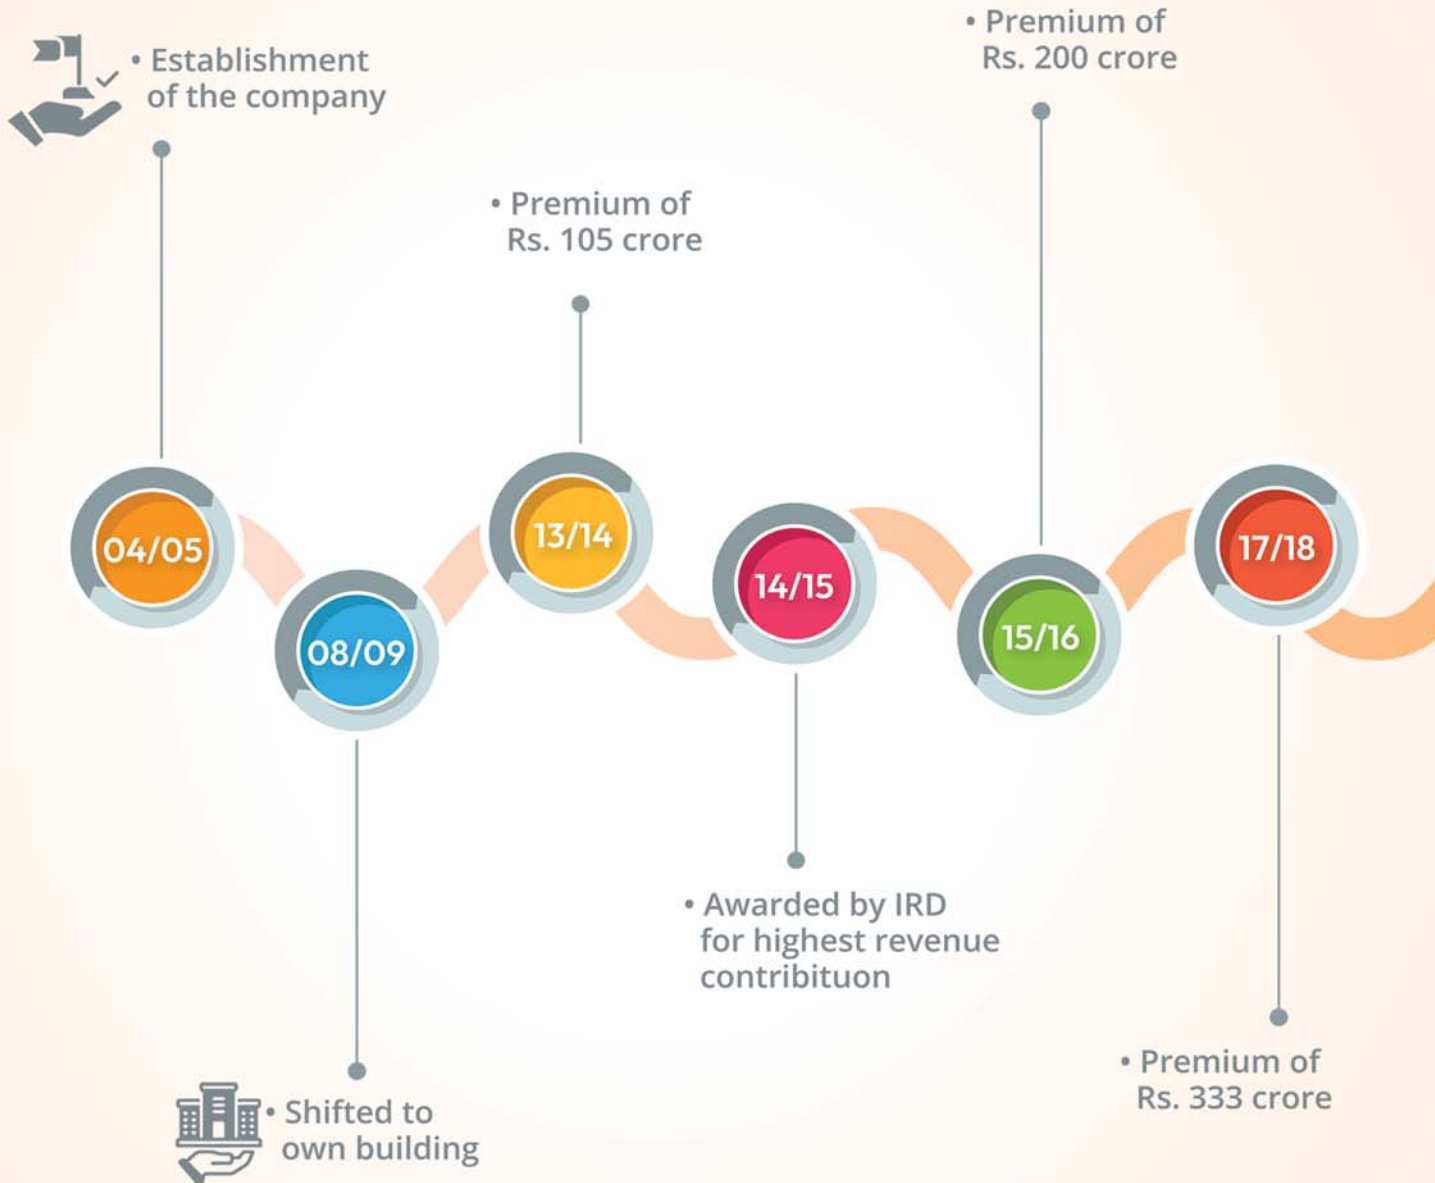 • Establishment
of the company
04/05
08/09
• Shifted to
own building
• Premium of
Rs. 105 crore
13/14
14/15
• Awarded by IRD
for highest revenue
contribituon
• Premium of
Rs. 200 crore
15/16
17/18
• Premium of
Rs. 333 crore